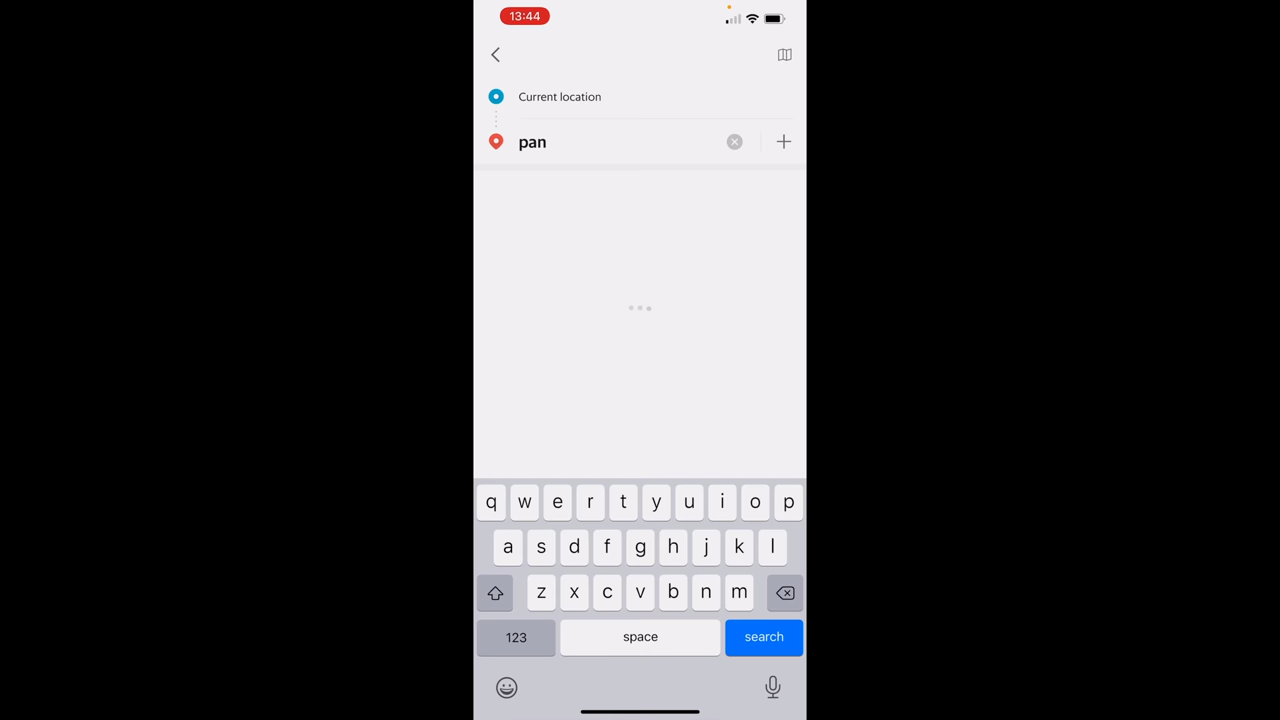 13:44
Current location
pan
q w e r t y u i o p
a s d f g h j k l
z x c v b n m
123 space search